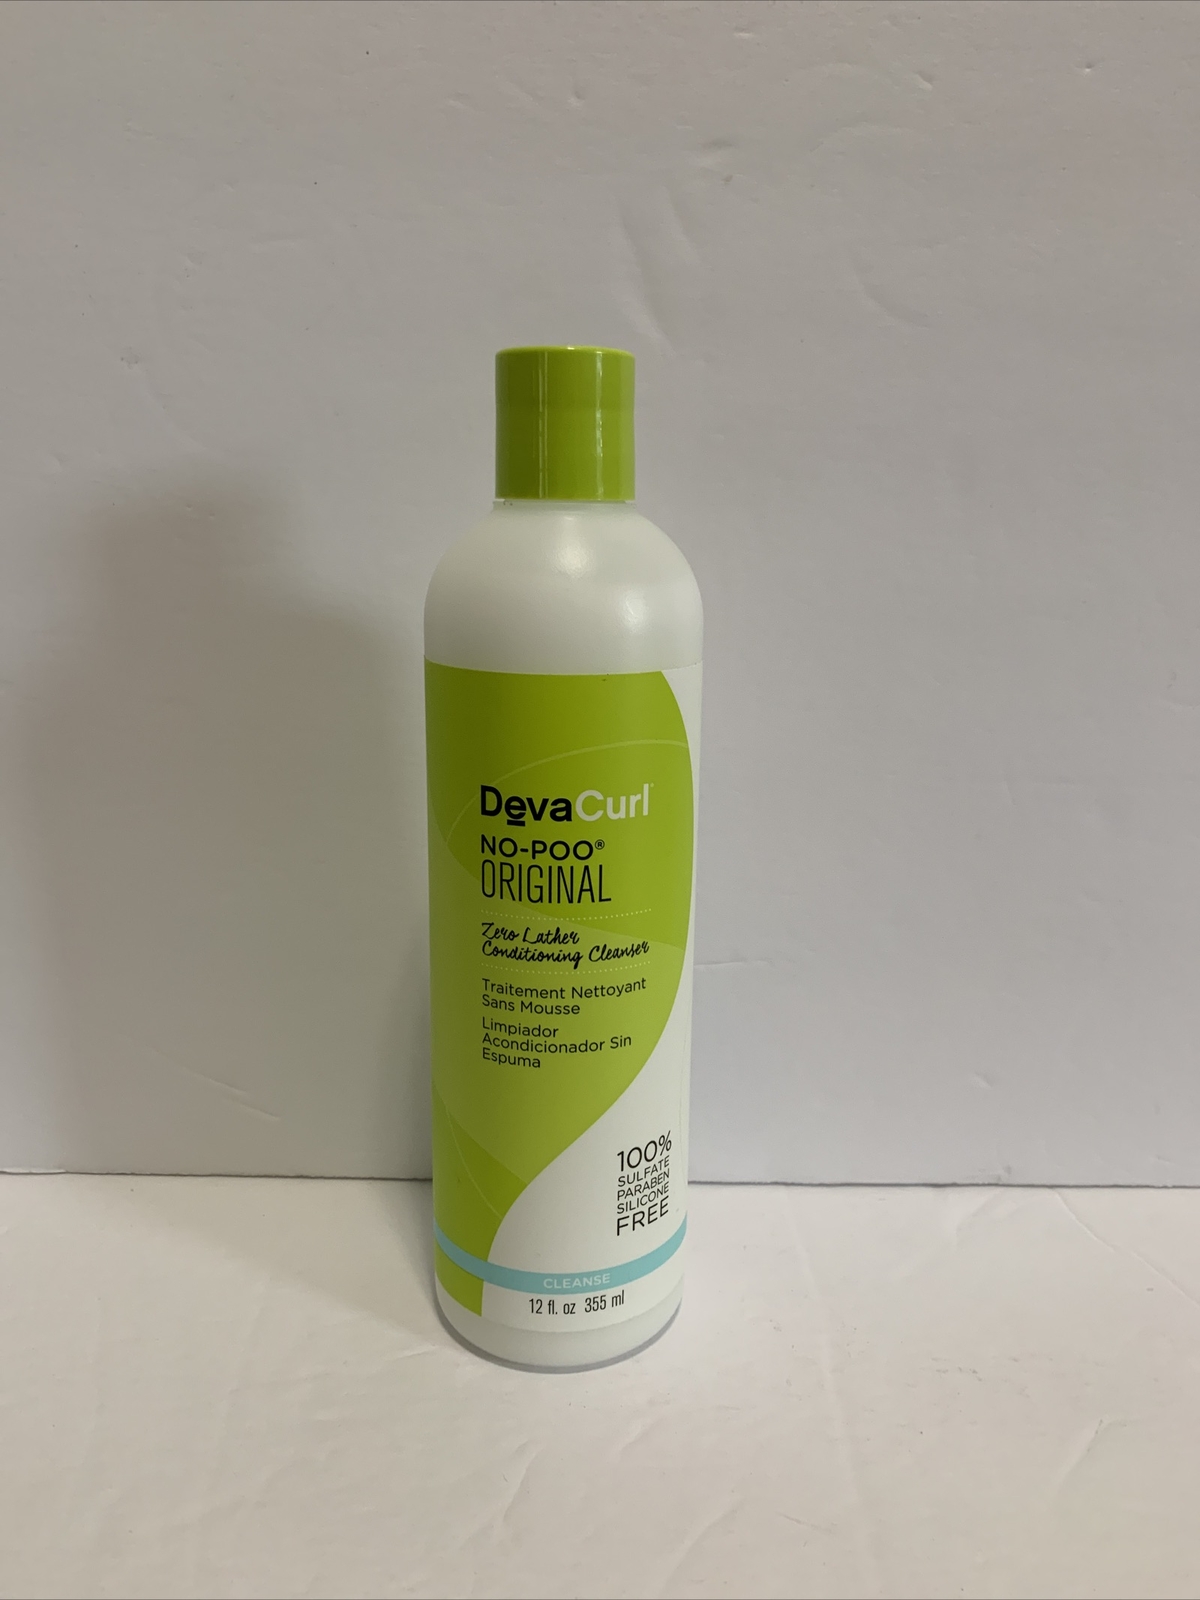 DevaCurl
NO-POO®
ORIGINAL
Zero Lather
Conditioning Cleanser
Traitement Nettoyant
Sans Mousse
Limpiador
Acondicionador Sin
Espuma
100%
SULFATE
PARABEN
SILICONE
FREE
CLEANSE
12 fl. oz 355 ml